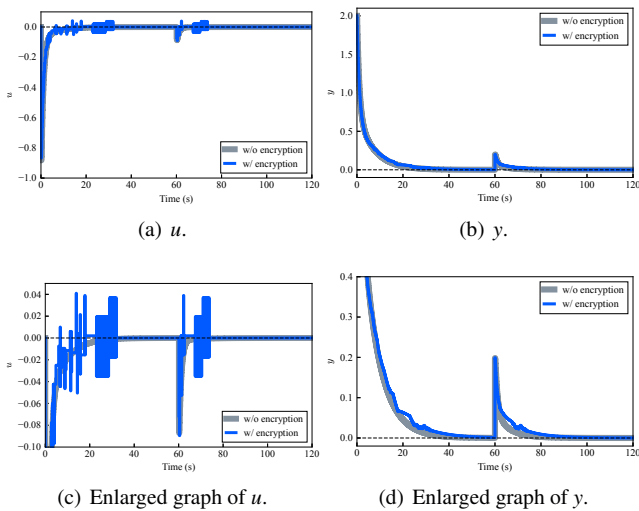 0.0
−0.2
−0.4
−0.6
−0.8
−1.0
u
w/o encryption
w/ encryption
0 20 40 60 80 100 120
Time (s)
(a) u.
2.0
1.5
1.0
0.5
0.0
y
w/o encryption
w/ encryption
0 20 40 60 80 100 120
Time (s)
(b) y.
0.04
0.02
0.00
−0.02
−0.04
−0.06
−0.08
−0.10
u
w/o encryption
w/ encryption
0 20 40 60 80 100 120
Time (s)
(c) Enlarged graph of u.
0.4
0.3
0.2
0.1
0.0
y
w/o encryption
w/ encryption
0 20 40 60 80 100 120
Time (s)
(d) Enlarged graph of y.